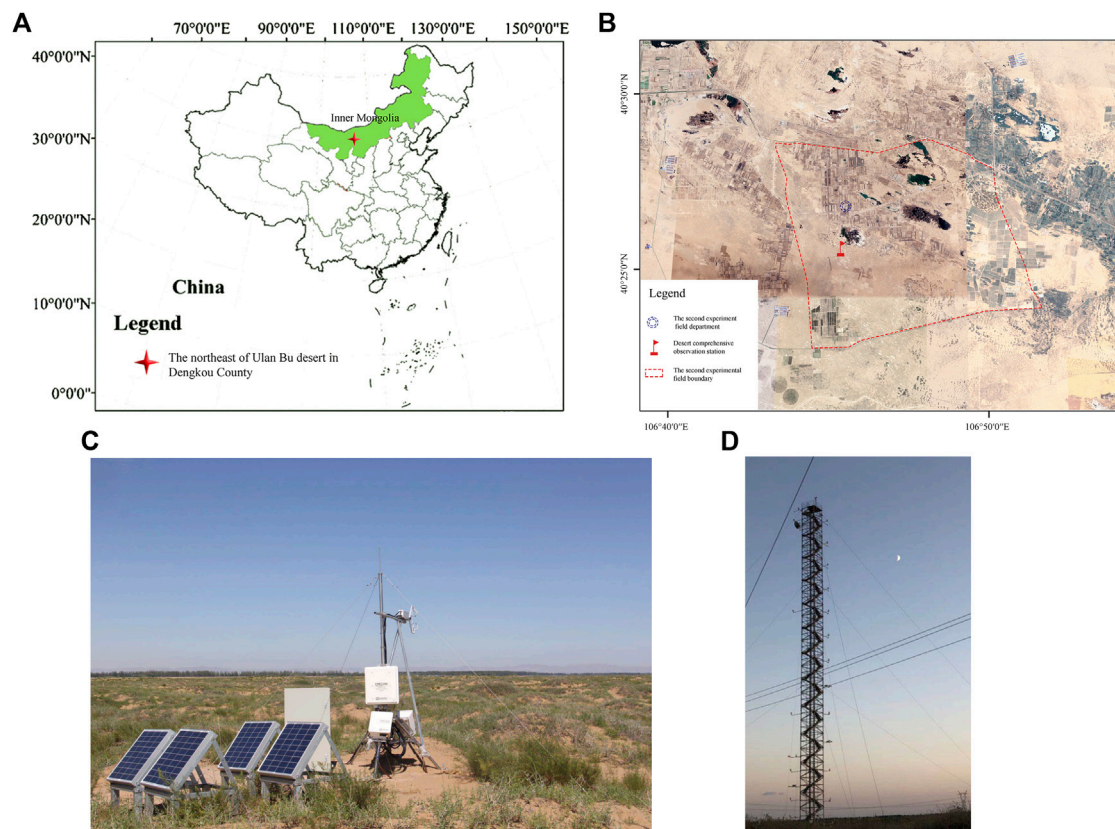 A
70°0'0"E
90°0'0"E
110°0'0"E
130°0'0"E
150°0'0"E
40°0'0"N
30°0'0"N
20°0'0"N
10°0'0"N
0°0'0"
Inner Mongolia
China
Legend
The northeast of Ulan Bu desert in
Dengkou County
B
40°30'0"N
40°25'0"N
Legend
The second experiment
field department
Desert comprehensive
observation station
The second experimental
field boundary
106°40'0"E
106°50'0"E
C
D